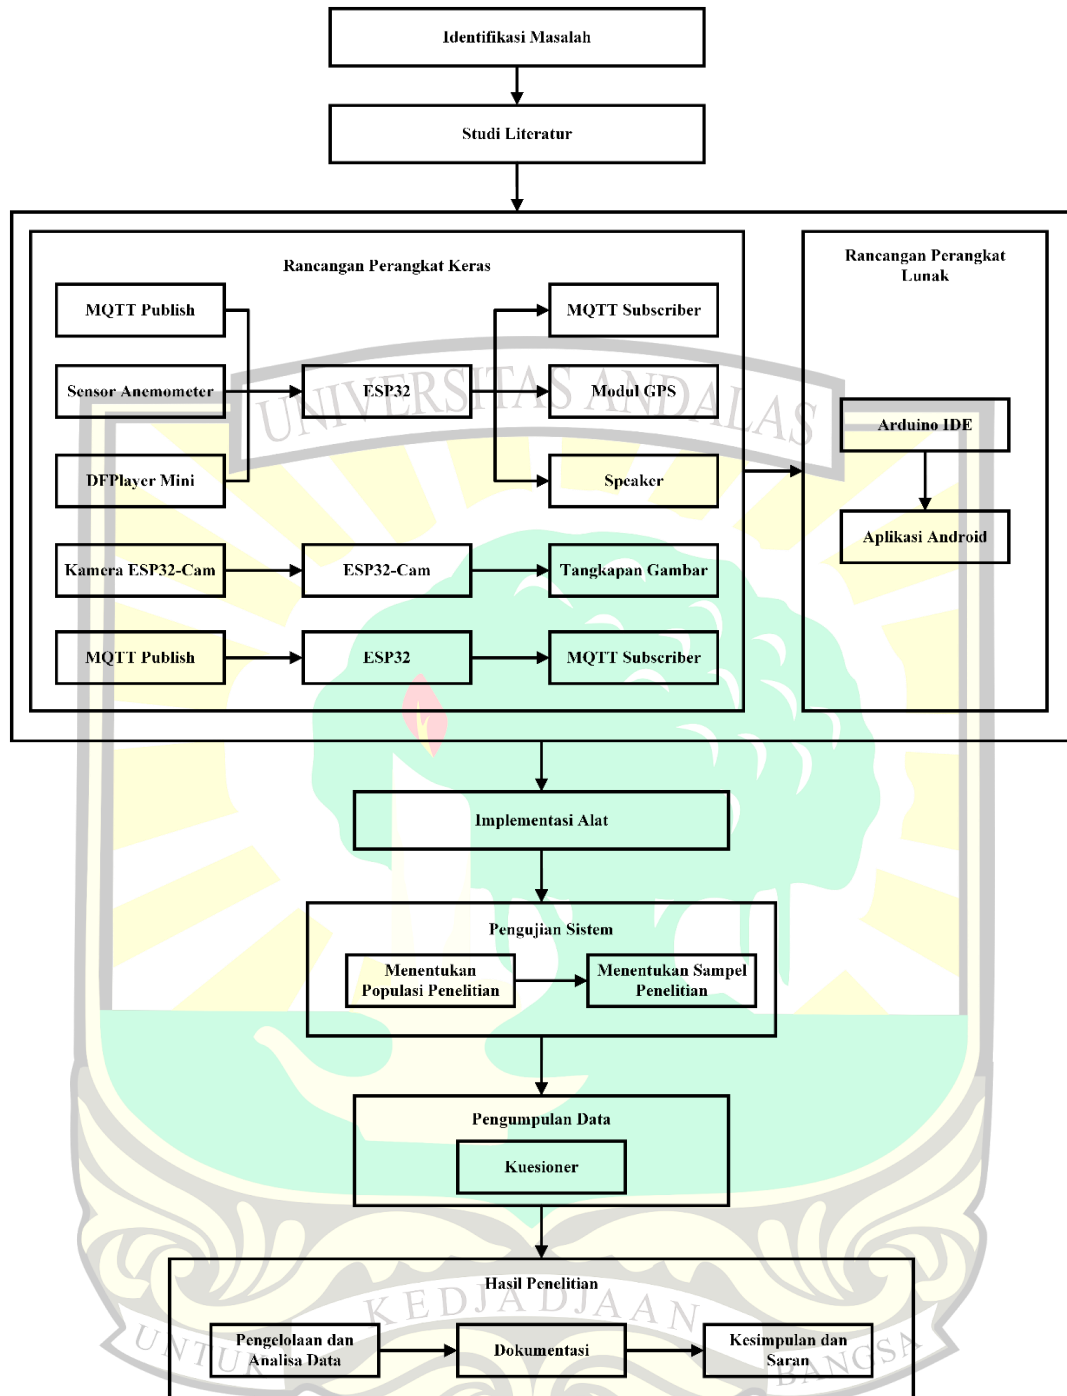 Identifikasi Masalah
Studi Literatur
Rancangan Perangkat Keras
MQTT Publish
MQTT Subscriber
Sensor Anemometer
ESP32
Modul GPS
DFPlayer Mini
Speaker
Kamera ESP32-Cam
ESP32-Cam
Tangkapan Gambar
MQTT Publish
ESP32
MQTT Subscriber
Rancangan Perangkat
Lunak
Arduino IDE
Aplikasi Android
UNIVERSITAS ANDALAS
Implementasi Alat
Pengujian Sistem
Menentukan
Populasi Penelitian
Menentukan Sampel
Penelitian
Pengumpulan Data
Kuesioner
Hasil Penelitian
Pengelolaan dan
Analisa Data
Dokumentasi
Kesimpulan dan
Saran
UNTUK KEDJADJAAN BANGSA